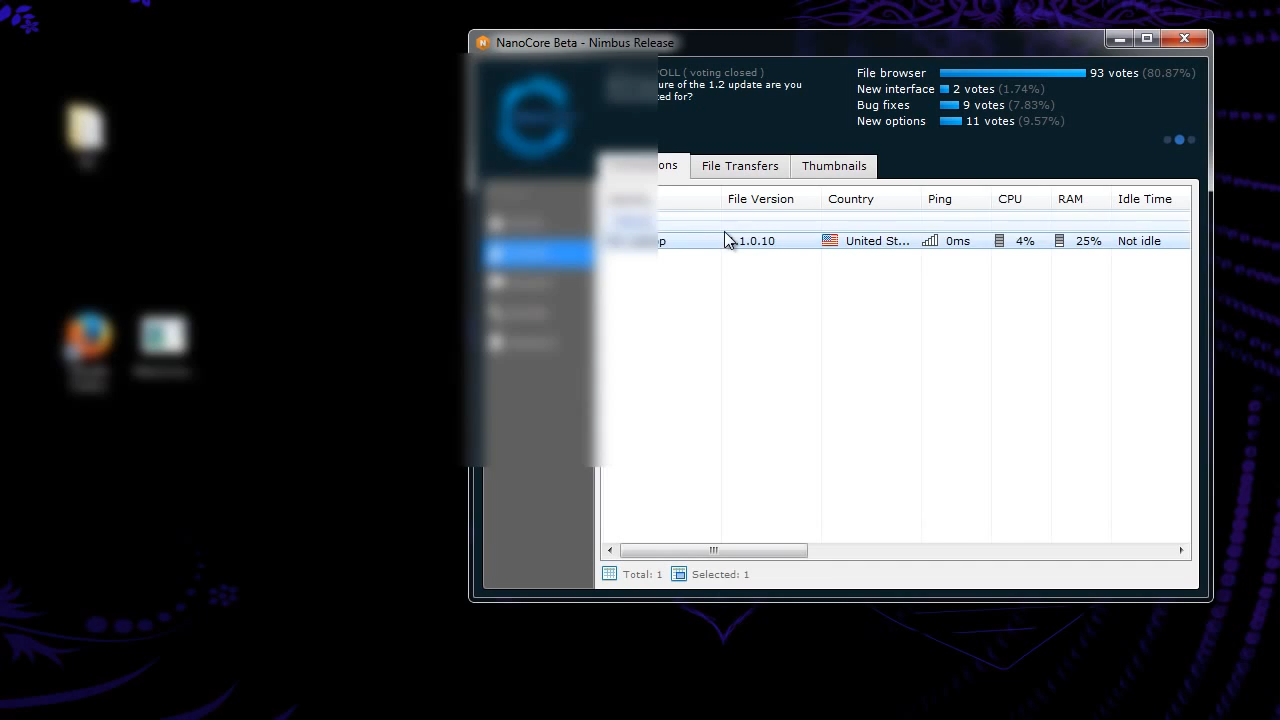 NanoCore Beta - Nimbus Release
POLL ( voting closed )
ure of the 1.2 update are you
ed for?
File browser 93 votes (80.87%)
New interface 2 votes (1.74%)
Bug fixes 9 votes (7.83%)
New options 11 votes (9.57%)
ons File Transfers Thumbnails
File Version Country Ping CPU RAM Idle Time
1.0.10 United St... 0ms 4% 25% Not idle
Total: 1 Selected: 1